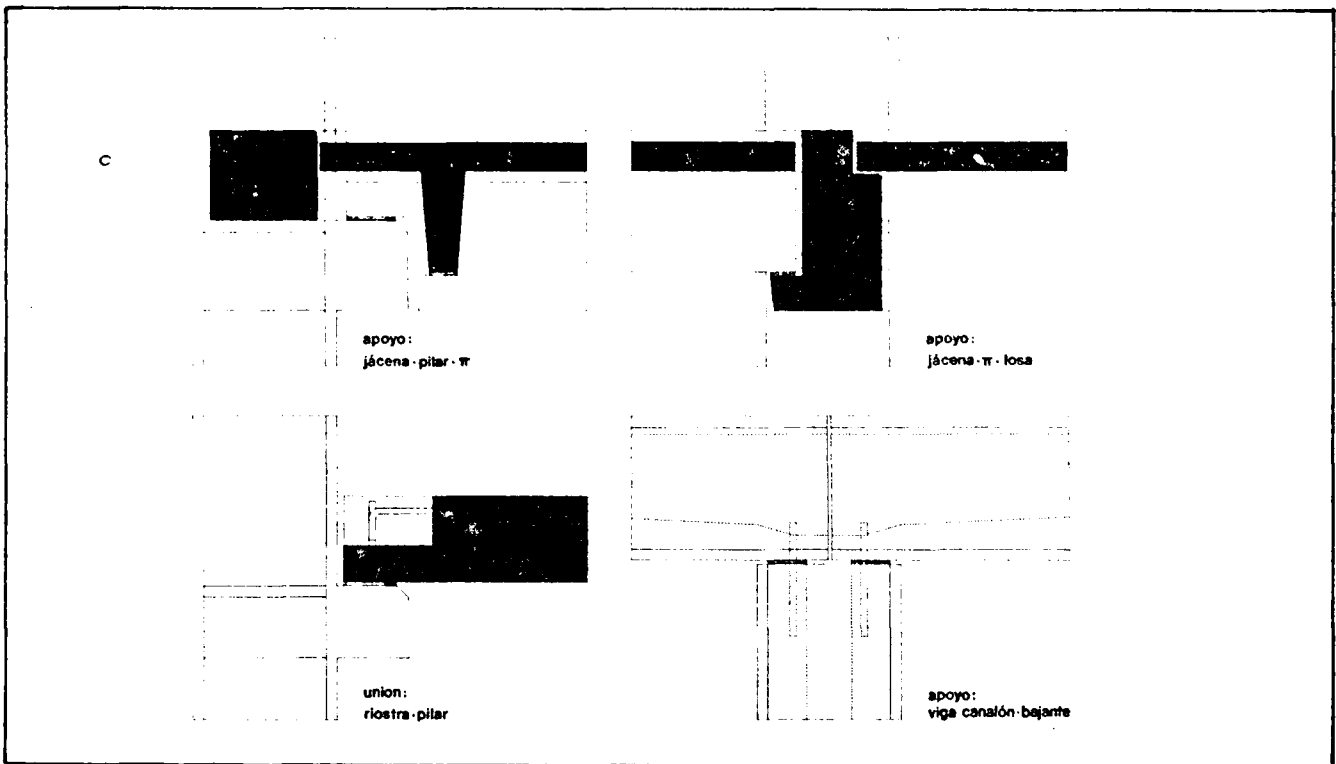 c
apoyo:
jácena·pilar·π
apoyo:
jácena·π·losa
union:
riostra·pilar
apoyo:
viga canalón·bajante